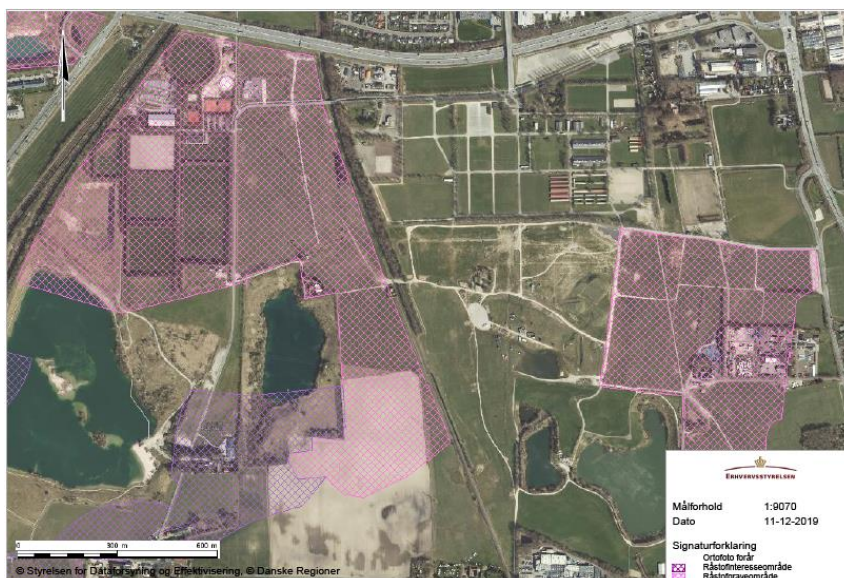 ERHVERVSSTYRELSEN
Målforhold 1:9070
Dato 11-12-2019
Signaturforklaring
Ortofoto forår
Råstofinteresseområde
Råstofgraveområde
0 300 m 600 m
© Styrelsen for Dataforsyning og Effektivisering, © Danske Regioner